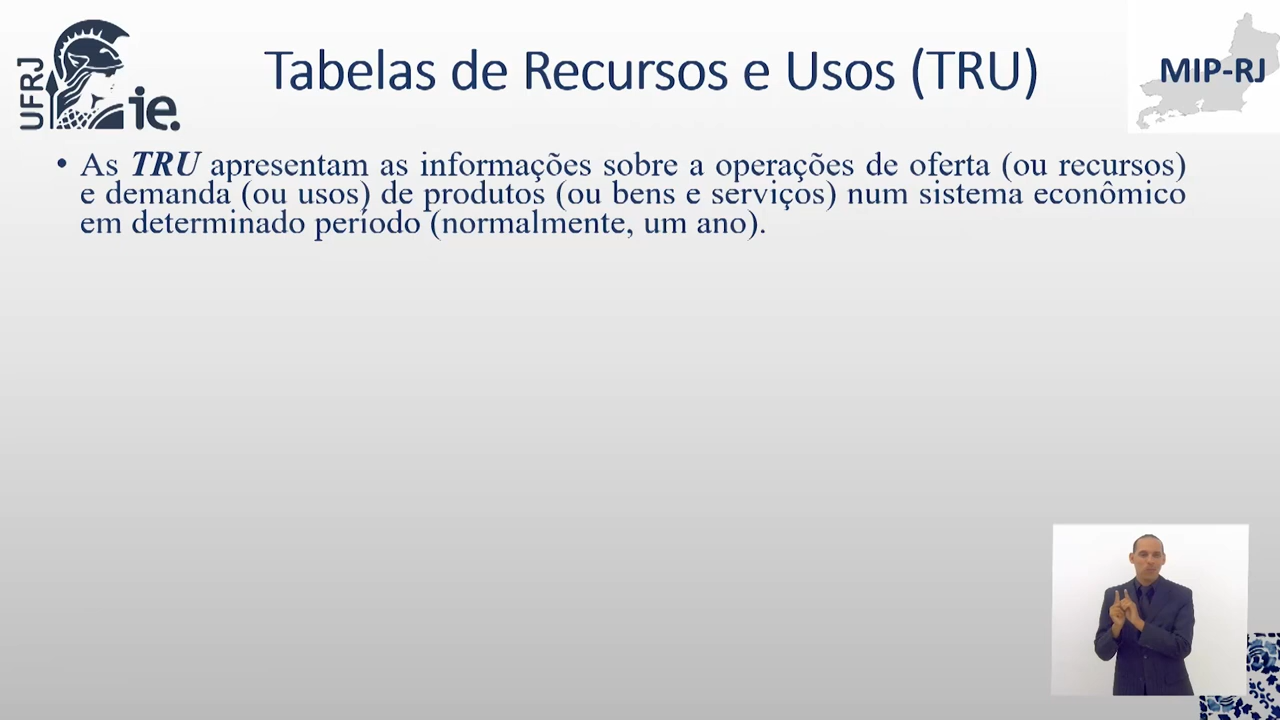 UFRJ
ie.
Tabelas de Recursos e Usos (TRU)
MIP-RJ
• As TRU apresentam as informações sobre a operações de oferta (ou recursos)
e demanda (ou usos) de produtos (ou bens e serviços) num sistema econômico
em determinado período (normalmente, um ano).